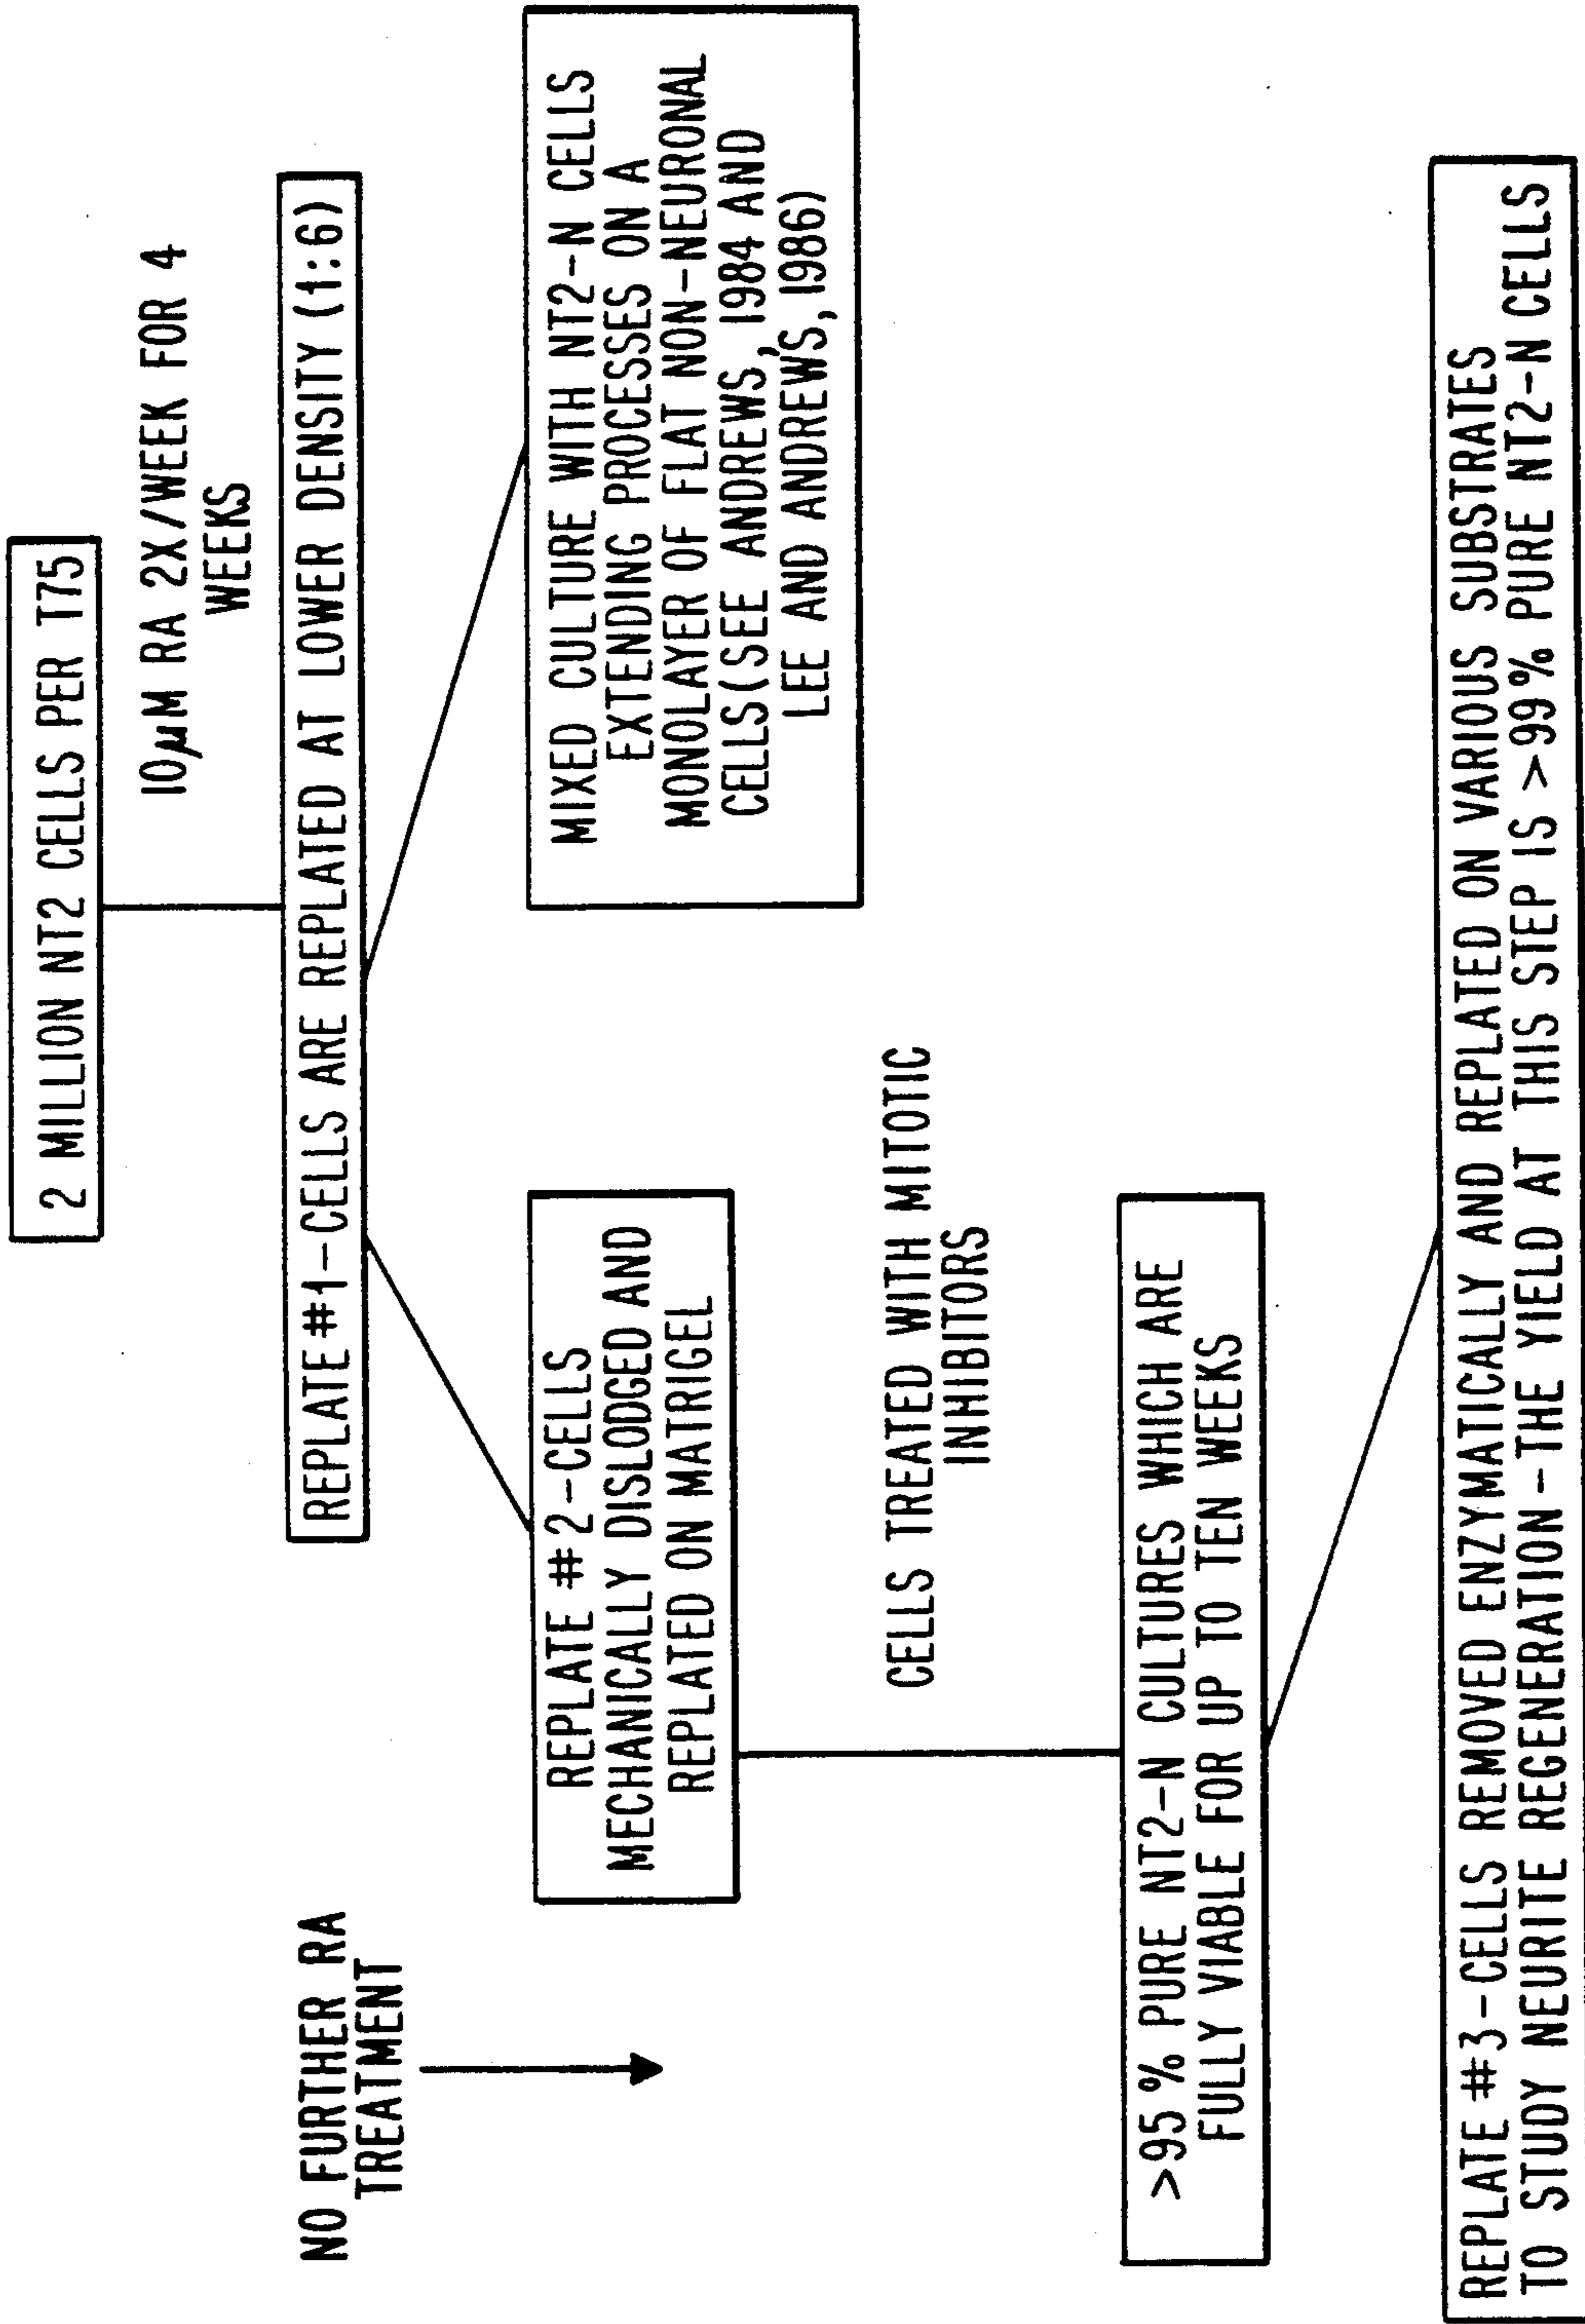 2 MILLION NT2 CELLS PER T75
10µM RA 2X/WEEK FOR 4
WEEKS
NO FURTHER RA
TREATMENT
REPLATE #1-CELLS ARE REPLATED AT LOWER DENSITY (1:6)
REPLATE #2-CELLS
MECHANICALLY DISLODGED AND
REPLATED ON MATRIGEL
MIXED CULTURE WITH NT2-N CELLS
EXTENDING PROCESSES ON A
MONOLAYER OF FLAT NON-NEURONAL
CELLS(SEE ANDREWS, 1984 AND
LEE AND ANDREWS, 1986)
CELLS TREATED WITH MITOTIC
INHIBITORS
>95% PURE NT2-N CULTURES WHICH ARE
FULLY VIABLE FOR UP TO TEN WEEKS
REPLATE #3-CELLS REMOVED ENZYMATICALLY AND REPLATED ON VARIOUS SUBSTRATES
TO STUDY NEURITE REGENERATION-THE YIELD AT THIS STEP IS >99% PURE NT2-N CELLS